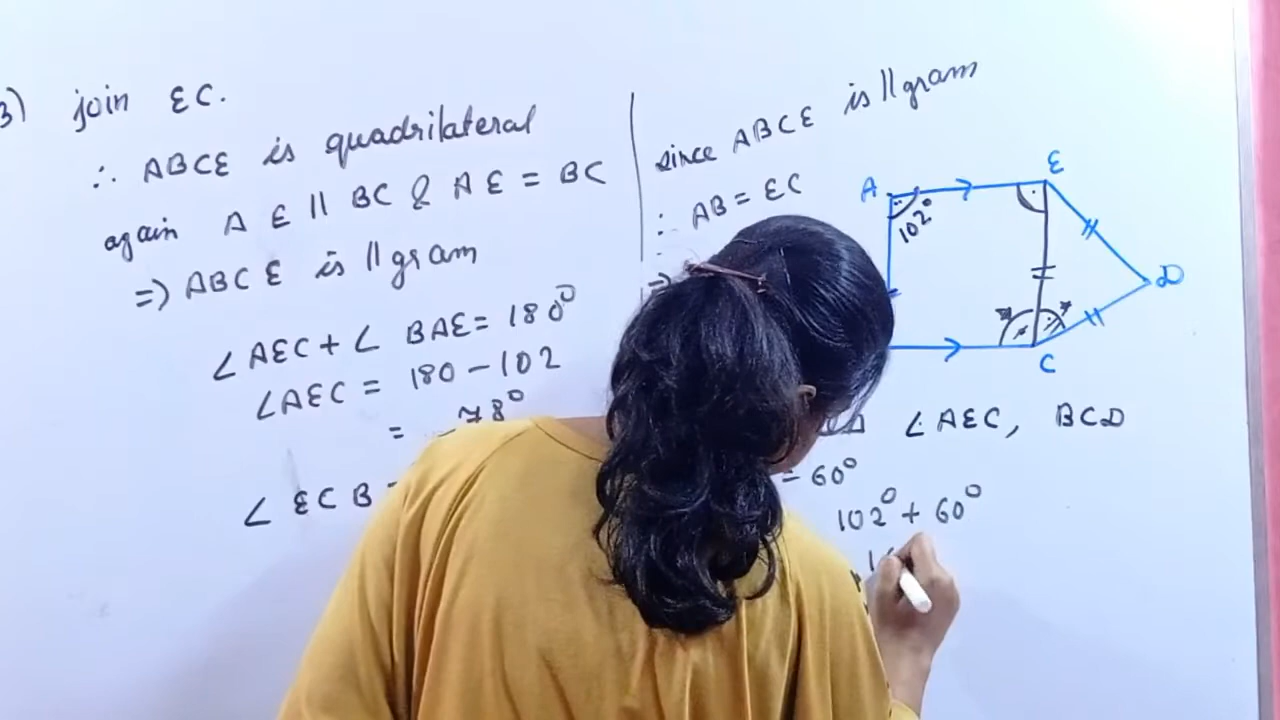 3) join EC.
∴ ABCE is quadrilateral
again AE || BC & AE = BC
=) ABCE is ||gram
∠AEC + ∠BAE = 180°
∠AEC = 180 - 102
= 78°
∠ECB =
since ABCE is ||gram
∴ AB = EC
=)
A
E
102°
D
C
∠AEC, BCD
= 60°
102° + 60°